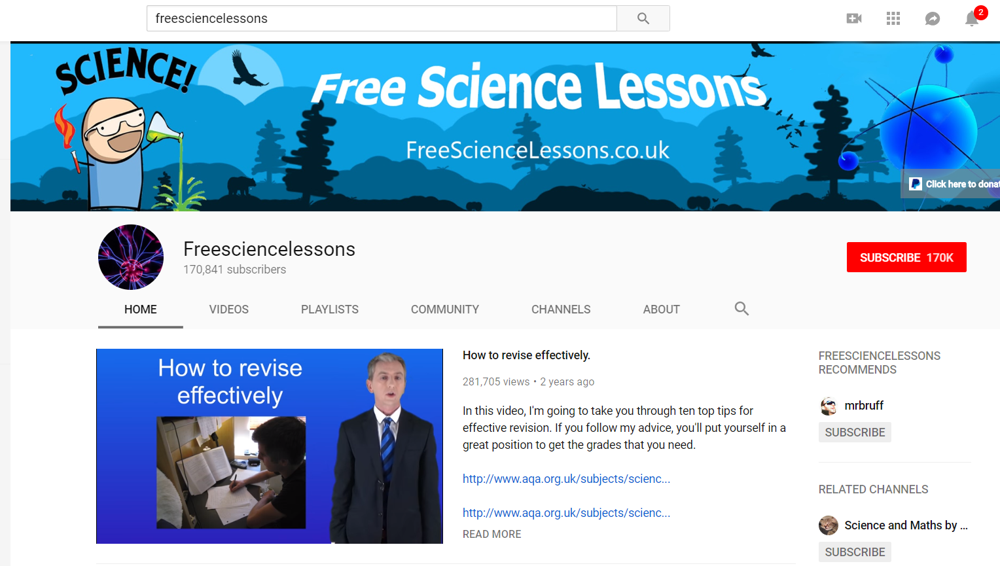 freesciencelessons
2
SCIENCE!
Free Science Lessons
FreeScienceLessons.co.uk
Click here to donat
Freesciencelessons
170,841 subscribers
SUBSCRIBE 170K
HOME VIDEOS PLAYLISTS COMMUNITY CHANNELS ABOUT
How to revise
effectively
How to revise effectively.
281,705 views • 2 years ago
In this video, I'm going to take you through ten top tips for
effective revision. If you follow my advice, you'll put yourself in a
great position to get the grades that you need.
http://www.aqa.org.uk/subjects/scienc...
http://www.aqa.org.uk/subjects/scienc...
READ MORE
FREESCIENCELESSONS
RECOMMENDS
mrbruff
SUBSCRIBE
RELATED CHANNELS
Science and Maths by ...
SUBSCRIBE